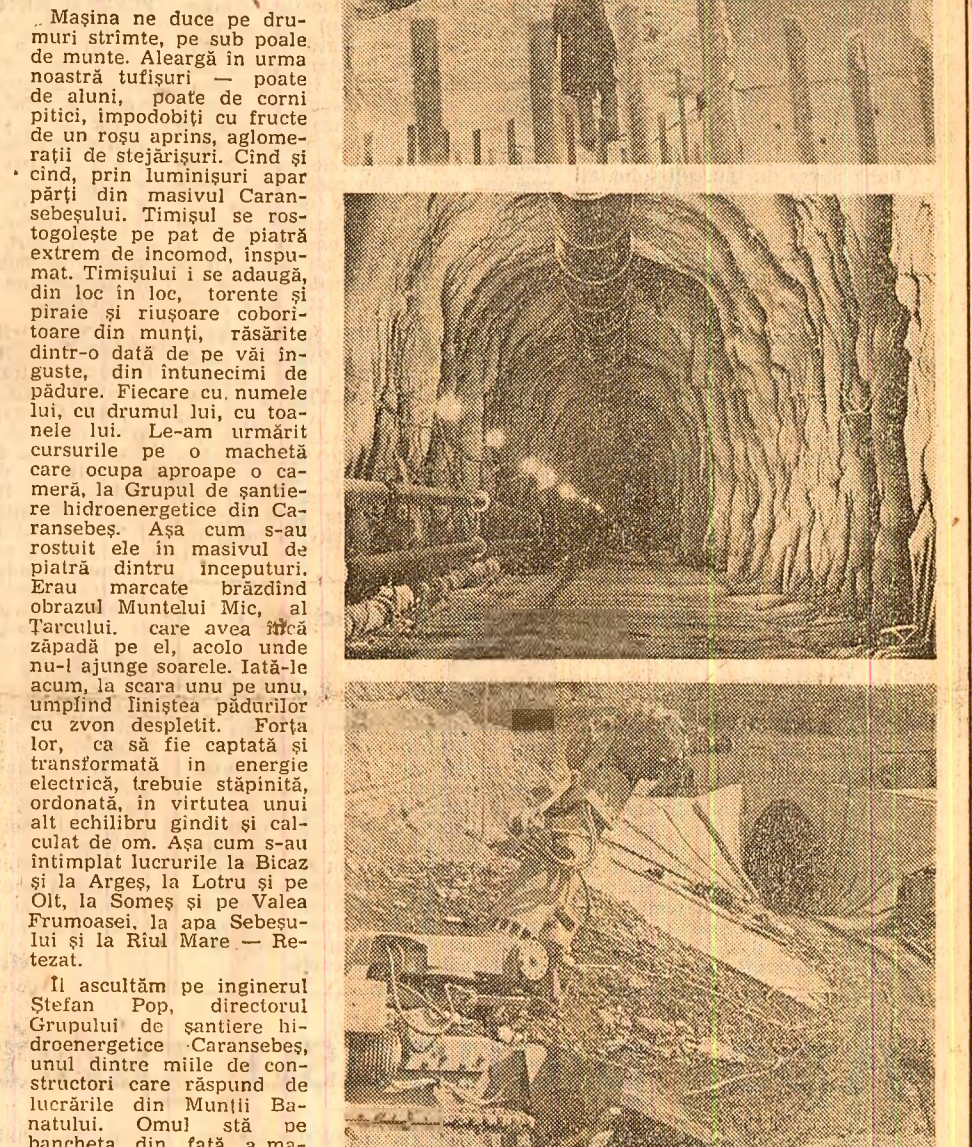 Mașina ne duce pe dru-
muri strîmte, pe sub poale
de munte. Aleargă în urma
noastră tufișuri — poate
de aluni, poate de corni
pitici, împodobiți cu fructe
de un roșu aprins, aglome-
rații de stejărișuri. Cînd și
cînd, prin luminișuri apar
părți din masivul Caran-
sebeșului. Timișul se ros-
togolește pe pat de piatră
extrem de incomod, înspu-
mat. Timișului i se adaugă,
din loc în loc, torente și
pîraie și rîușoare coborî-
toare din munți, răsărite
dintr-o dată de pe văi în-
guste, din întunecimi de
pădure. Fiecare cu numele
lui, cu drumul lui, cu toa-
nele lui. Le-am urmărit
cursurile pe o machetă
care ocupa aproape o ca-
meră, la Grupul de șantie-
re hidroenergetice din Ca-
ransebeș. Așa cum s-au
rostuit ele în masivul de
piatră dintru începuturi.
Erau marcate brăzdînd
obrazul Muntelui Mic, al
Țarcului, care avea încă
zăpadă pe el, acolo unde
nu-l ajunge soarele. Iată-le
acum, la scara unu pe unu,
umplînd liniștea pădurilor
cu zvon despletit. Forța
lor, ca să fie captată și
transformată in energie
electrică, trebuie stăpînită,
ordonată, în virtutea unui
alt echilibru gîndit și cal-
culat de om. Așa cum s-au
întîmplat lucrurile la Bicaz
și la Argeș, la Lotru și pe
Olt, la Someș și pe Valea
Frumoasei, la apa Sebeșu-
lui și la Rîul Mare — Re-
tezat.
Îl ascultăm pe inginerul
Ștefan Pop, directorul
Grupului de șantiere hi-
droenergetice Caransebeș,
unul dintre miile de con-
structori care răspund de
lucrările din Munții Ba-
natului. Omul stă pe
bancheta din față a ma-